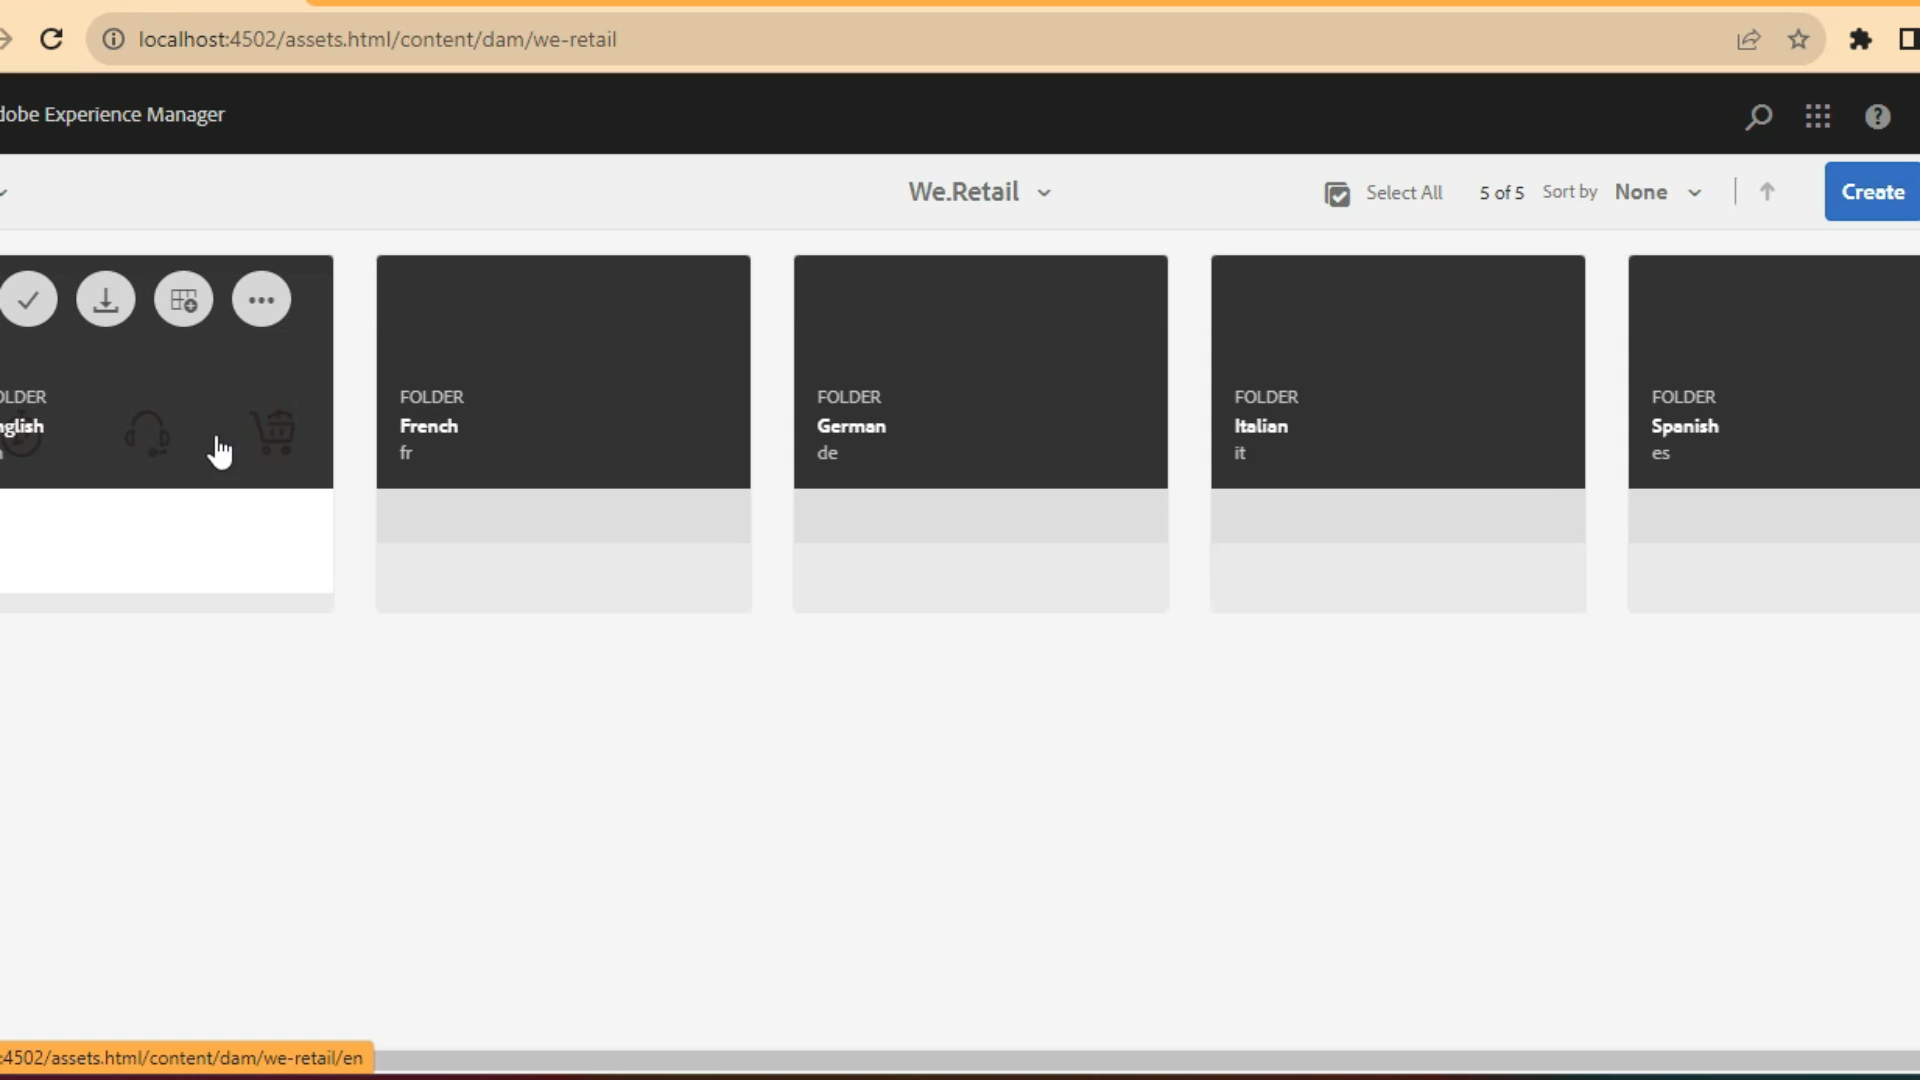 localhost:4502/assets.html/content/dam/we-retail
dobe Experience Manager
We.Retail
Select All
5 of 5
Sort by
None
Create
OLDER
nglish
FOLDER
French
fr
FOLDER
German
de
FOLDER
Italian
it
FOLDER
Spanish
es
:4502/assets.html/content/dam/we-retail/en